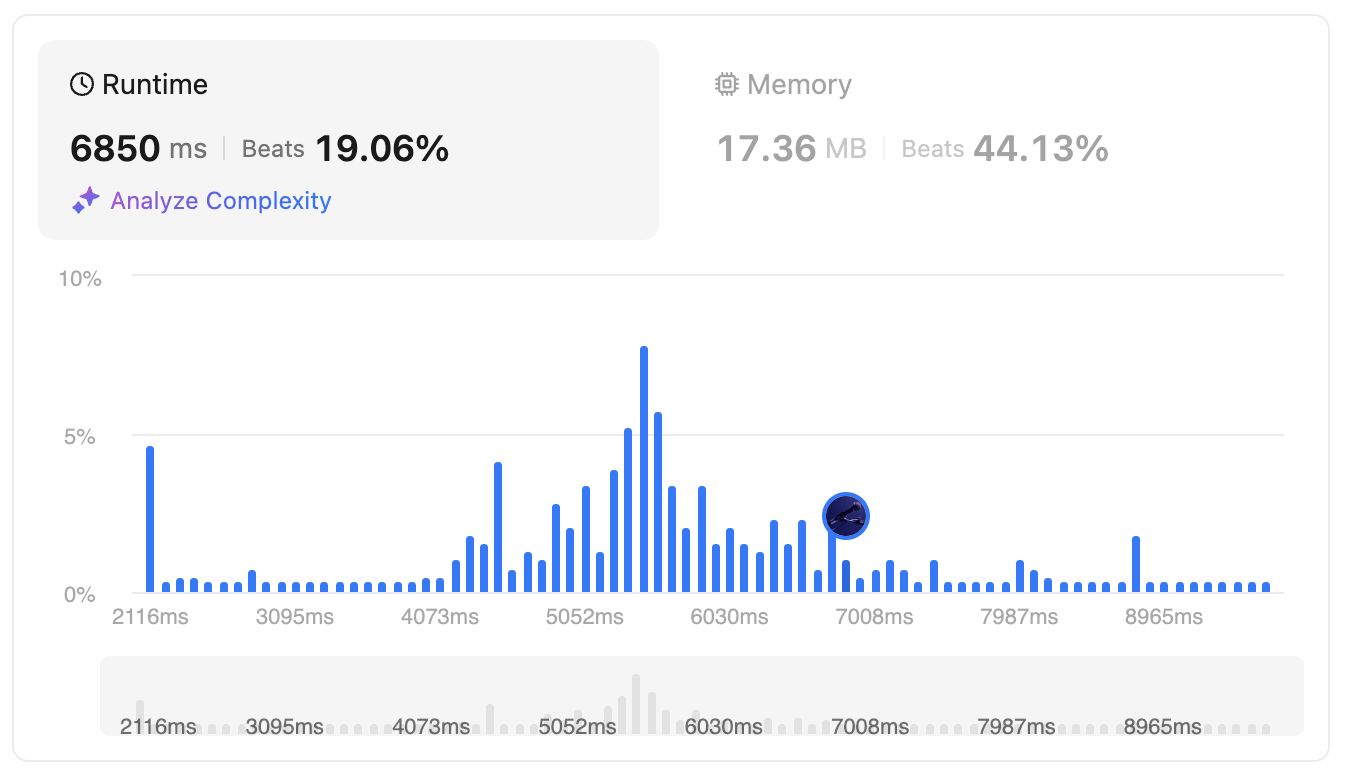 Runtime
6850 ms | Beats 19.06%
Analyze Complexity
Memory
17.36 MB | Beats 44.13%
10%
5%
0%
2116ms 3095ms 4073ms 5052ms 6030ms 7008ms 7987ms 8965ms
2116ms 3095ms 4073ms 5052ms 6030ms 7008ms 7987ms 8965ms